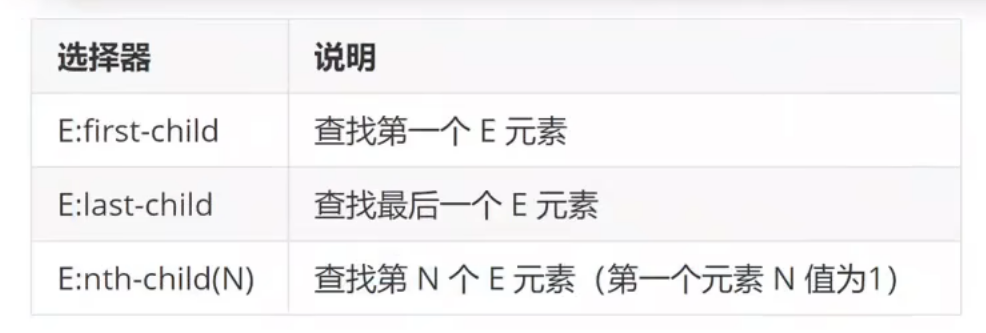 选择器 说明
E:first-child 查找第一个 E 元素
E:last-child 查找最后一个 E 元素
E:nth-child(N) 查找第 N 个 E 元素（第一个元素 N 值为1）